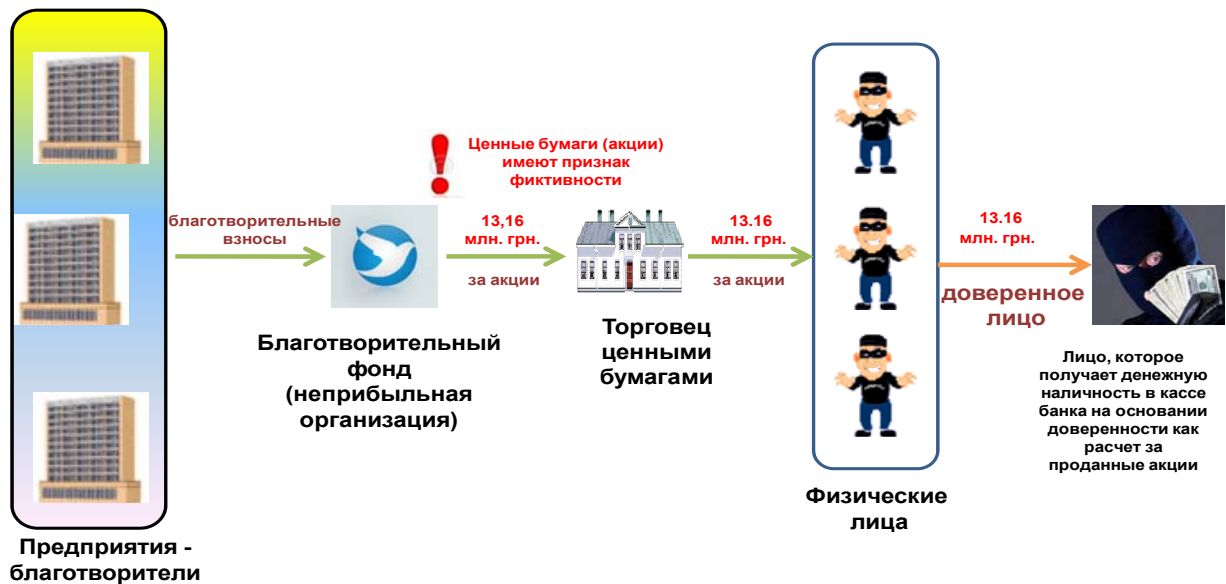 Ценные бумаги (акции)
имеют признак
фиктивности
благотворительные
взносы
13,16
млн. грн.
за акции
13.16
млн. грн.
за акции
13.16
млн. грн.
доверенное
лицо
Благотворительный
фонд
(неприбыльная
организация)
Торговец
ценными
бумагами
Лицо, которое
получает денежную
наличность в кассе
банка на основании
доверенности как
расчет за
проданные акции
Физические
лица
Предприятия -
благотворители